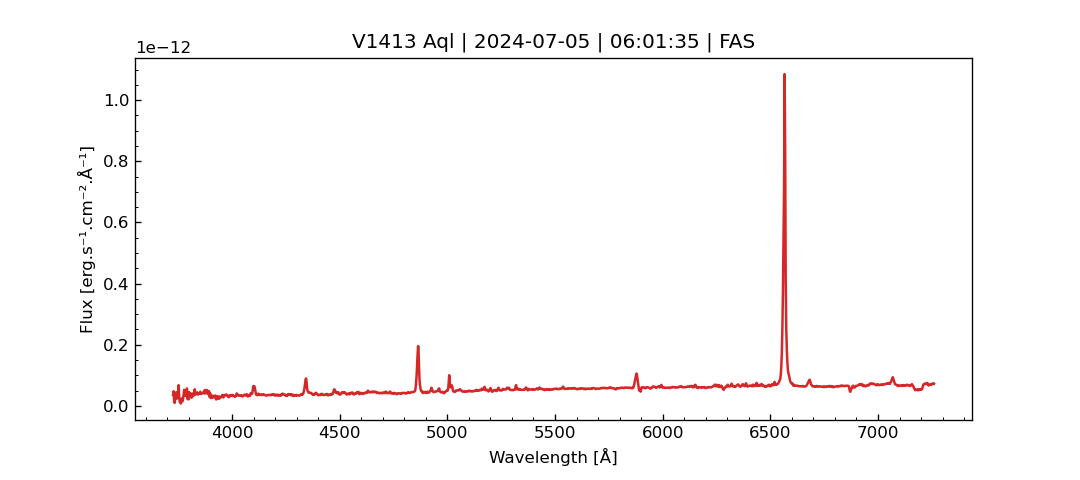 V1413 Aql | 2024-07-05 | 06:01:35 | FAS
1e−12
1.0
0.8
0.6
0.4
0.2
0.0
Flux [erg.s⁻¹.cm⁻².Å⁻¹]
4000 4500 5000 5500 6000 6500 7000
Wavelength [Å]